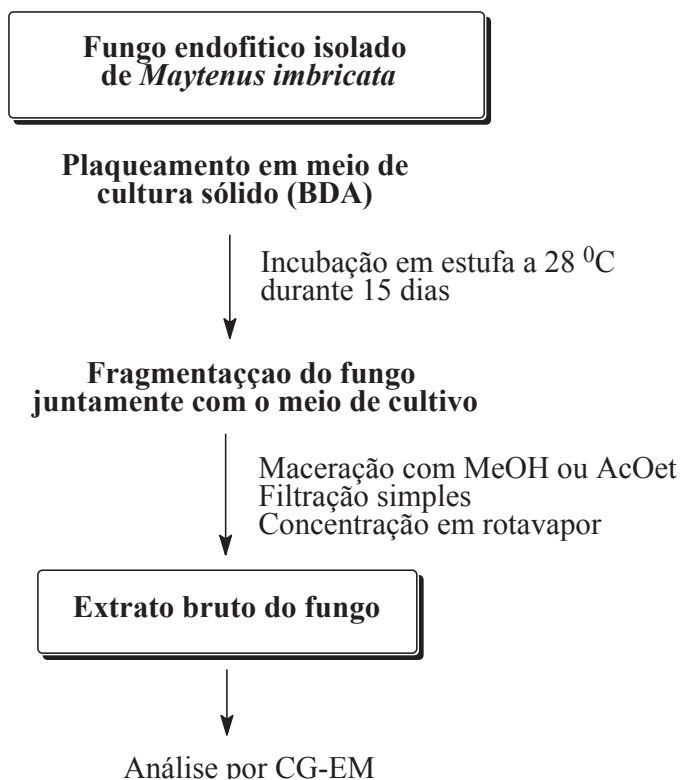 Fungo endofitico isolado
de Maytenus imbricata
Plaqueamento em meio de
cultura sólido (BDA)
Incubação em estufa a 28 ⁰C
durante 15 dias
Fragmentaççao do fungo
juntamente com o meio de cultivo
Maceração com MeOH ou AcOet
Filtração simples
Concentração em rotavapor
Extrato bruto do fungo
Análise por CG-EM